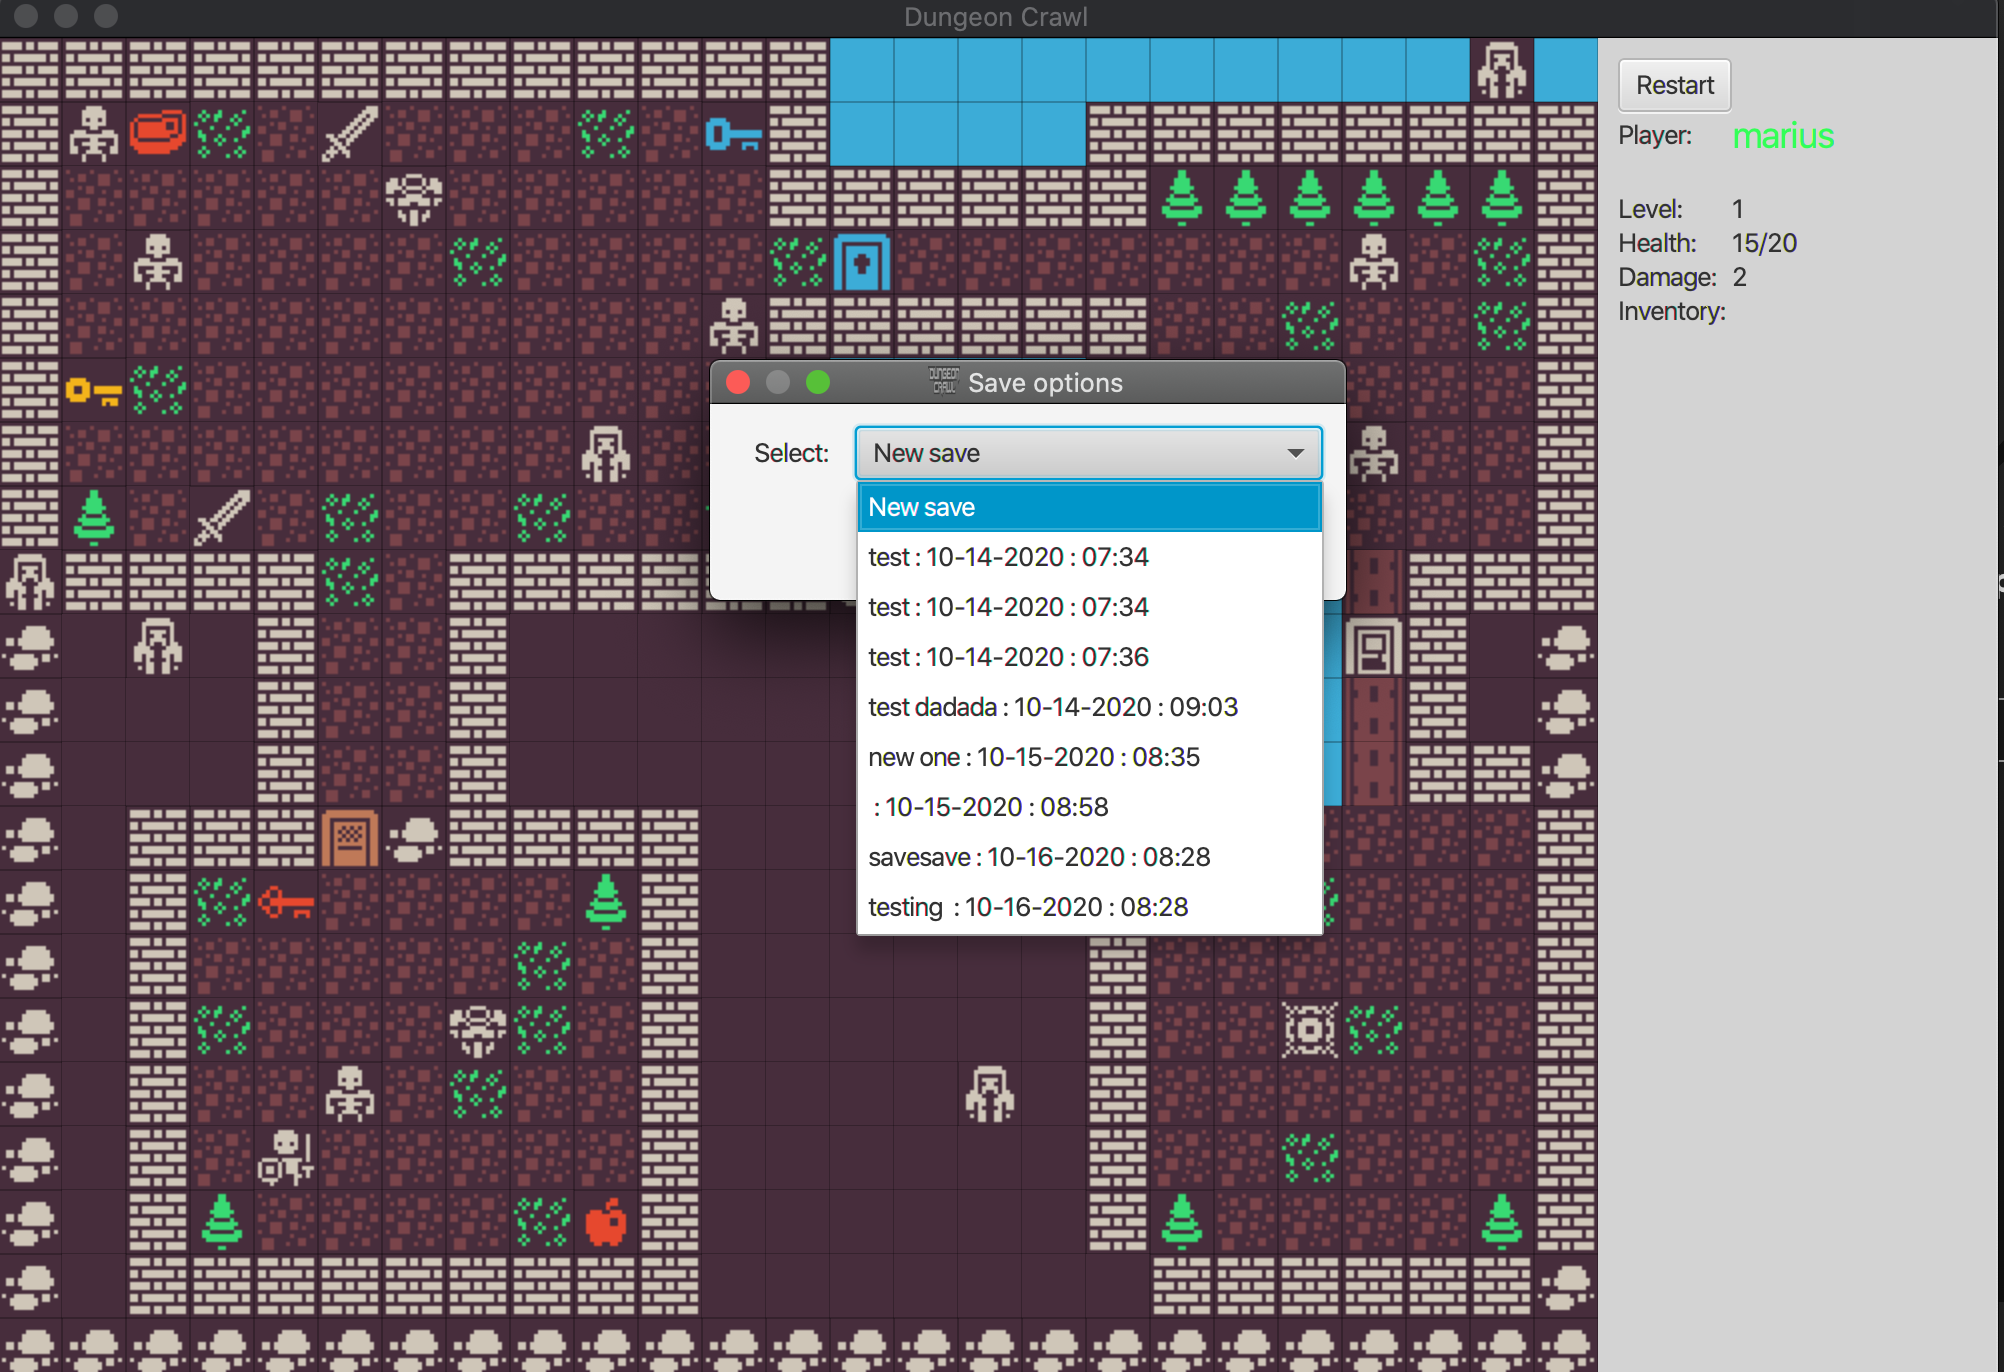 Dungeon Crawl
Restart
Player: marius
Level: 1
Health: 15/20
Damage: 2
Inventory:
DUNGEON
CRAWL
Save options
Select: New save
New save
test : 10-14-2020 : 07:34
test : 10-14-2020 : 07:34
test : 10-14-2020 : 07:36
test dadada : 10-14-2020 : 09:03
new one : 10-15-2020 : 08:35
: 10-15-2020 : 08:58
savesave : 10-16-2020 : 08:28
testing : 10-16-2020 : 08:28